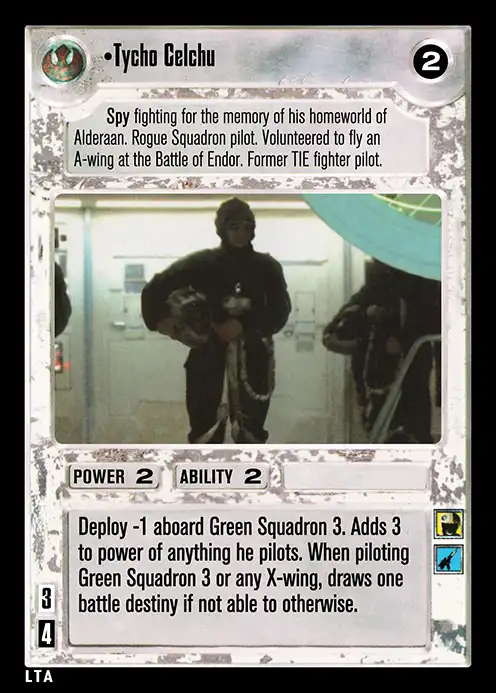 •Tycho Celchu
2
Spy fighting for the memory of his homeworld of
Alderaan. Rogue Squadron pilot. Volunteered to fly an
A-wing at the Battle of Endor. Former TIE fighter pilot.
POWER 2 ABILITY 2
Deploy -1 aboard Green Squadron 3. Adds 3
to power of anything he pilots. When piloting
Green Squadron 3 or any X-wing, draws one
battle destiny if not able to otherwise.
3
4
LTA